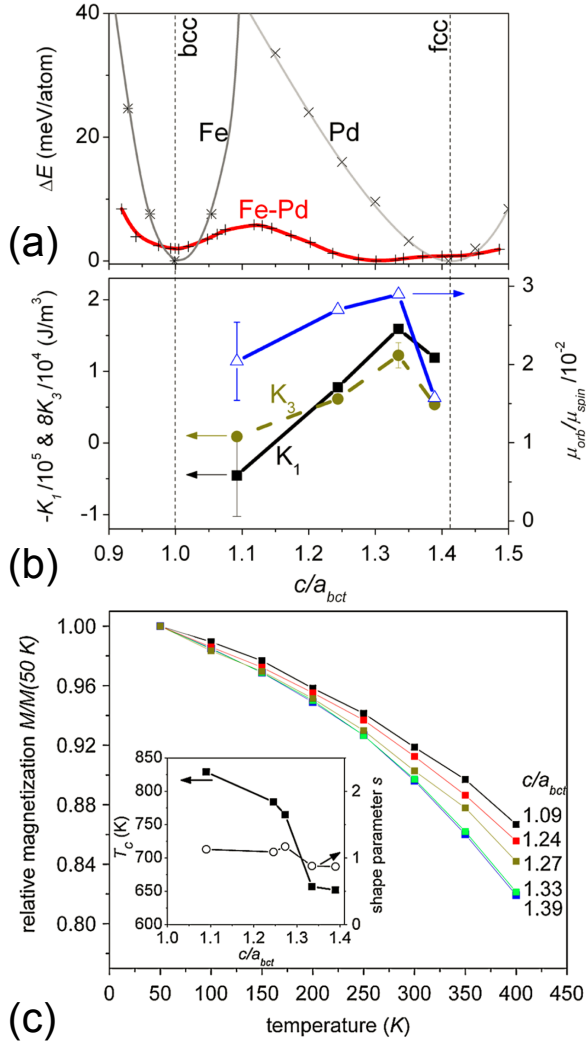 (a)
ΔE (meV/atom)
40
20
0
bcc
fcc
Fe
Pd
Fe-Pd
(b)
-K₁/10⁵ & 8K₃/10⁴ (J/m³)
2
1
0
-1
K₃
K₁
3
2
1
0
μorb/μspin /10⁻²
0.9 1.0 1.1 1.2 1.3 1.4 1.5
c/abct
(c)
relative magnetization M/M(50 K)
1.00
0.96
0.92
0.88
0.84
0.80
c/abct
1.09
1.24
1.27
1.33
1.39
Tc (K)
850
800
750
700
650
600
2
1
0
shape parameter s
1.0 1.1 1.2 1.3 1.4
c/abct
0 50 100 150 200 250 300 350 400 450
temperature (K)